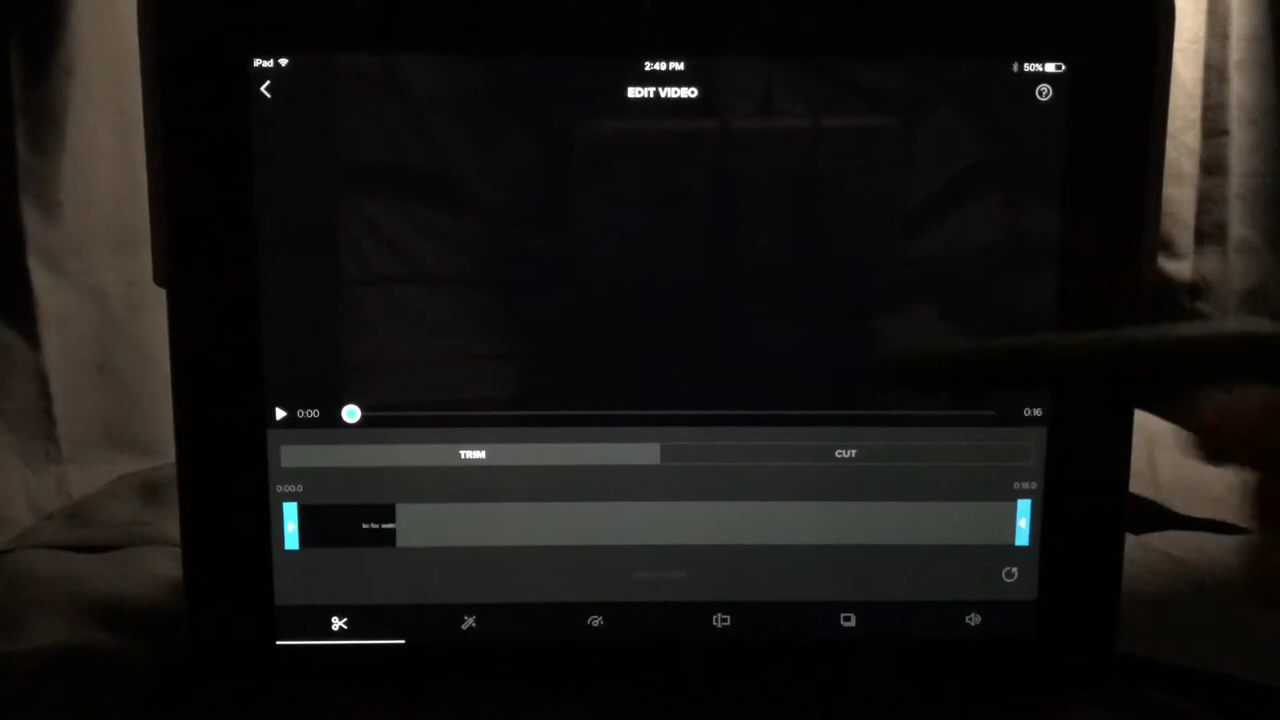 iPad
2:49 PM
50%
EDIT VIDEO
0:00
0:16
TRIM
CUT
0:00.0
0:16.0